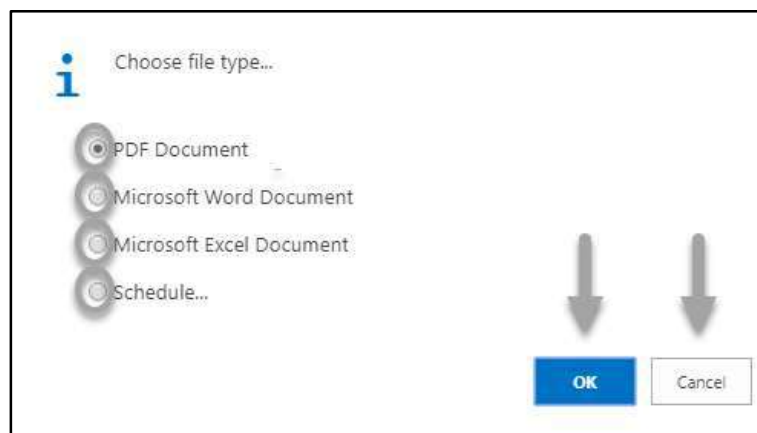 Choose file type...
PDF Document
Microsoft Word Document
Microsoft Excel Document
Schedule...
OK
Cancel